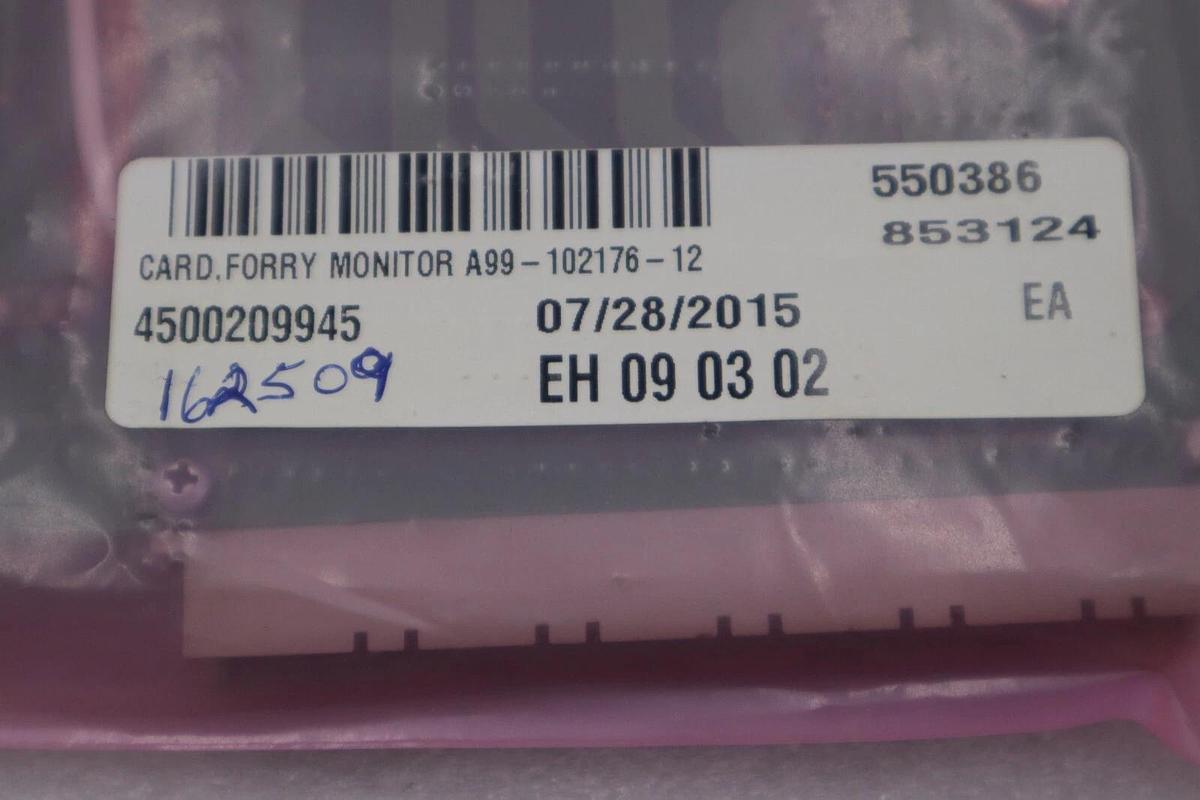 550386
853124
CARD,FORRY MONITOR A99-102176-12
4500209945 07/28/2015 EA
162509 EH 09 03 02